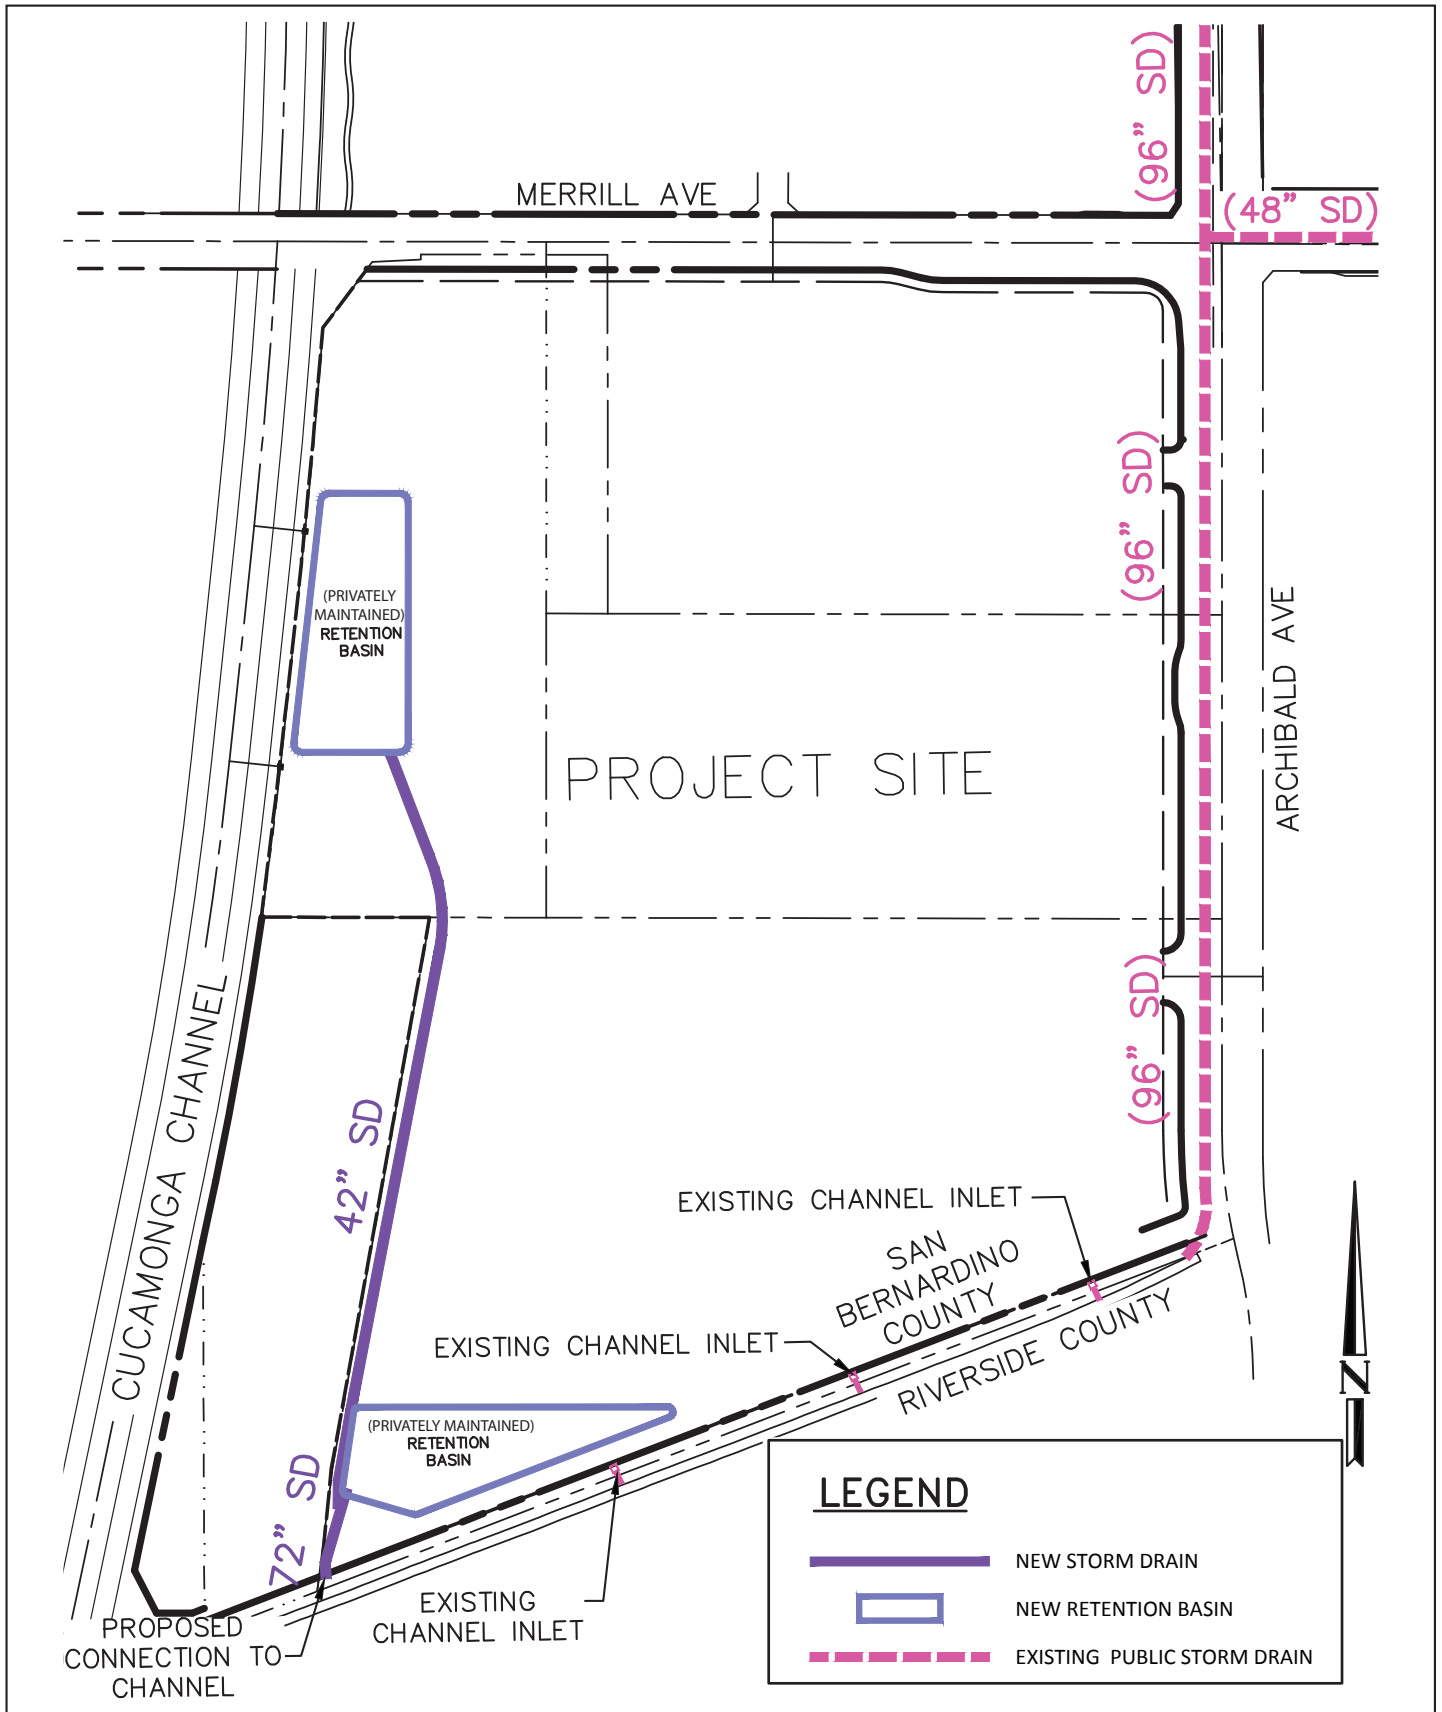 (96" SD)
MERRILL AVE
(48" SD)
(96" SD)
(PRIVATELY
MAINTAINED)
RETENTION
BASIN
PROJECT SITE
ARCHIBALD AVE
CUCAMONGA CHANNEL
(96" SD)
42" SD
EXISTING CHANNEL INLET
SAN
BERNARDINO
COUNTY
RIVERSIDE COUNTY
EXISTING CHANNEL INLET
(PRIVATELY MAINTAINED)
RETENTION
BASIN
72" SD
EXISTING
CHANNEL INLET
PROPOSED
CONNECTION TO
CHANNEL
N
LEGEND
NEW STORM DRAIN
NEW RETENTION BASIN
EXISTING PUBLIC STORM DRAIN